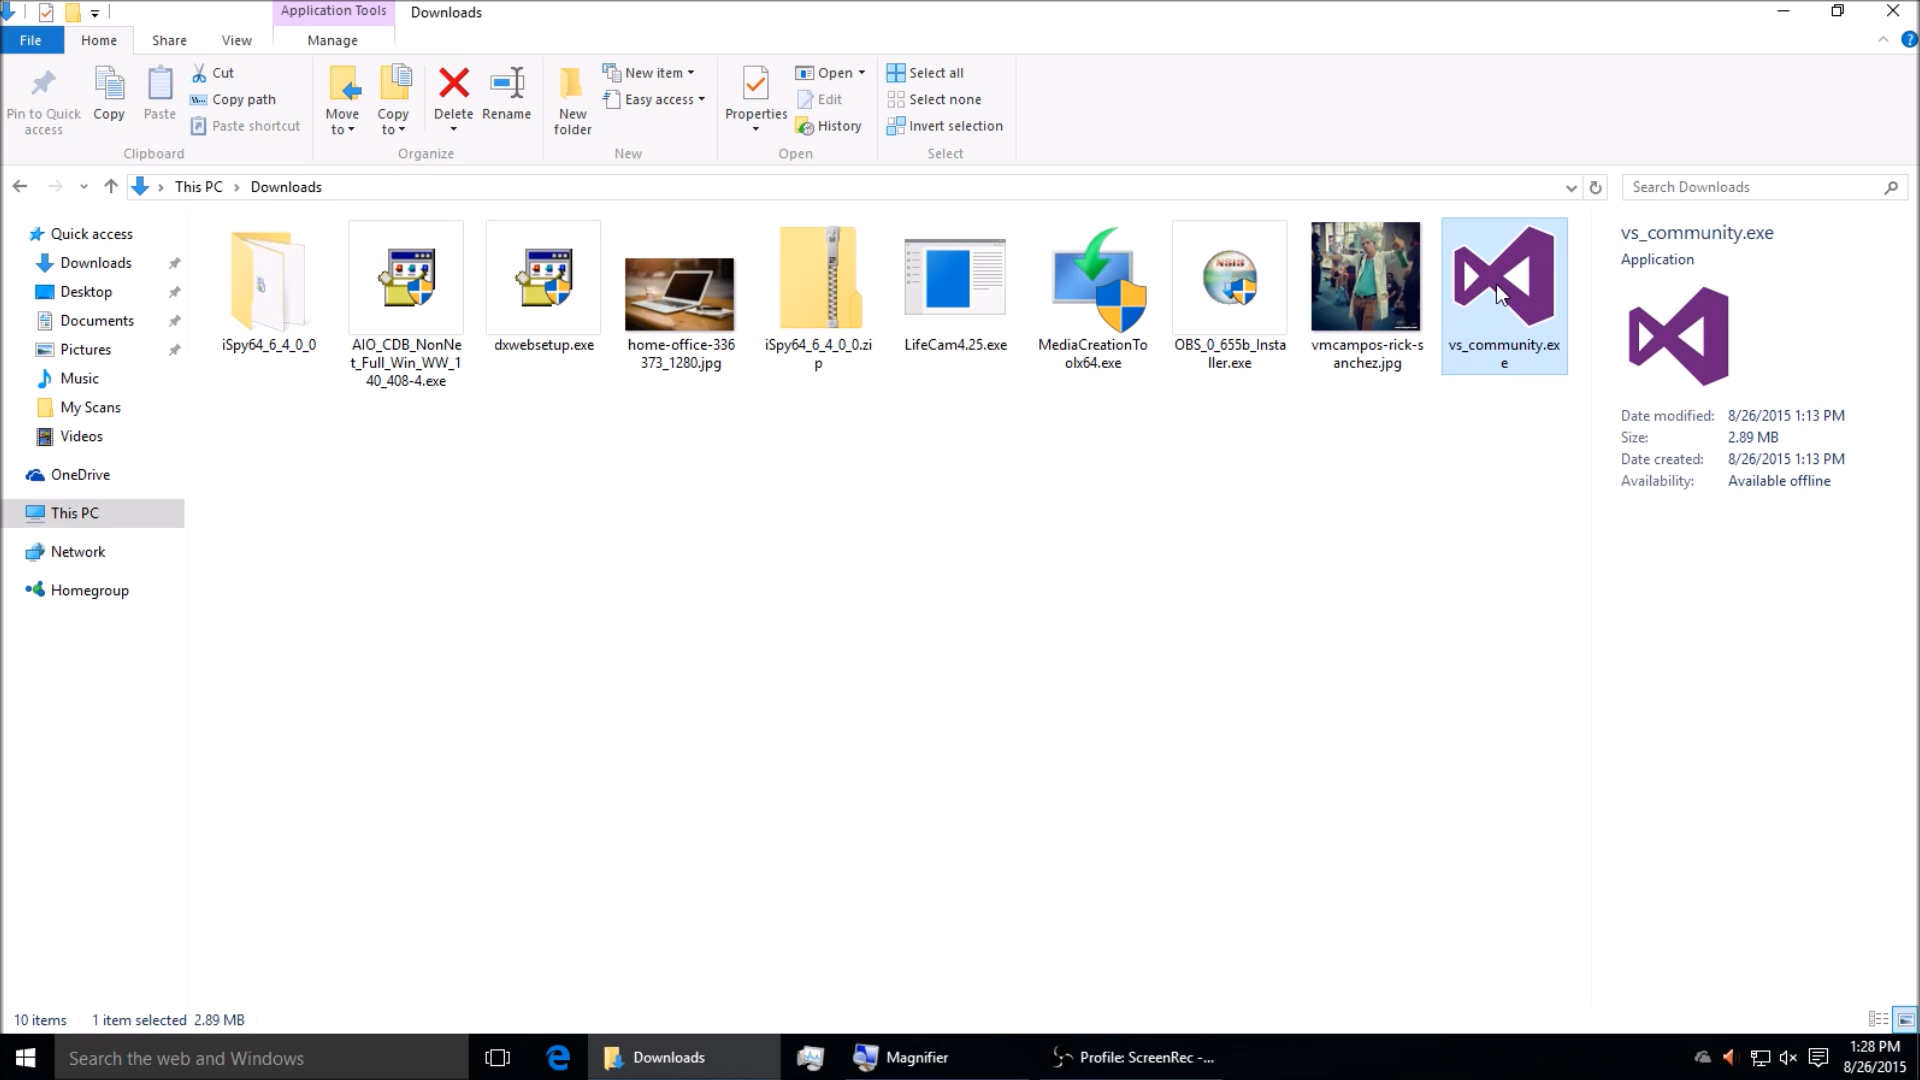 Application Tools
Downloads
File
Home
Share
View
Manage
Pin to Quick
access
Copy
Paste
Cut
Copy path
Paste shortcut
Clipboard
Move
to
Copy
to
Delete
Rename
Organize
New
folder
New item
Easy access
New
Properties
Open
Edit
History
Open
Select all
Select none
Invert selection
Select
This PC
Downloads
Search Downloads
Quick access
Downloads
Desktop
Documents
Pictures
Music
My Scans
Videos
OneDrive
This PC
Network
Homegroup
iSpy64_6_4_0_0
AIO_CDB_NonNe
t_Full_Win_WW_1
40_408-4.exe
dxwebsetup.exe
home-office-336
373_1280.jpg
iSpy64_6_4_0_0.zi
p
LifeCam4.25.exe
MediaCreationTo
olx64.exe
NSIS
OBS_0_655b_Insta
ller.exe
vmcampos-rick-s
anchez.jpg
vs_community.ex
e
vs_community.exe
Application
Date modified: 8/26/2015 1:13 PM
Size: 2.89 MB
Date created: 8/26/2015 1:13 PM
Availability: Available offline
10 items
1 item selected 2.89 MB
Search the web and Windows
Downloads
Magnifier
Profile: ScreenRec -...
1:28 PM
8/26/2015